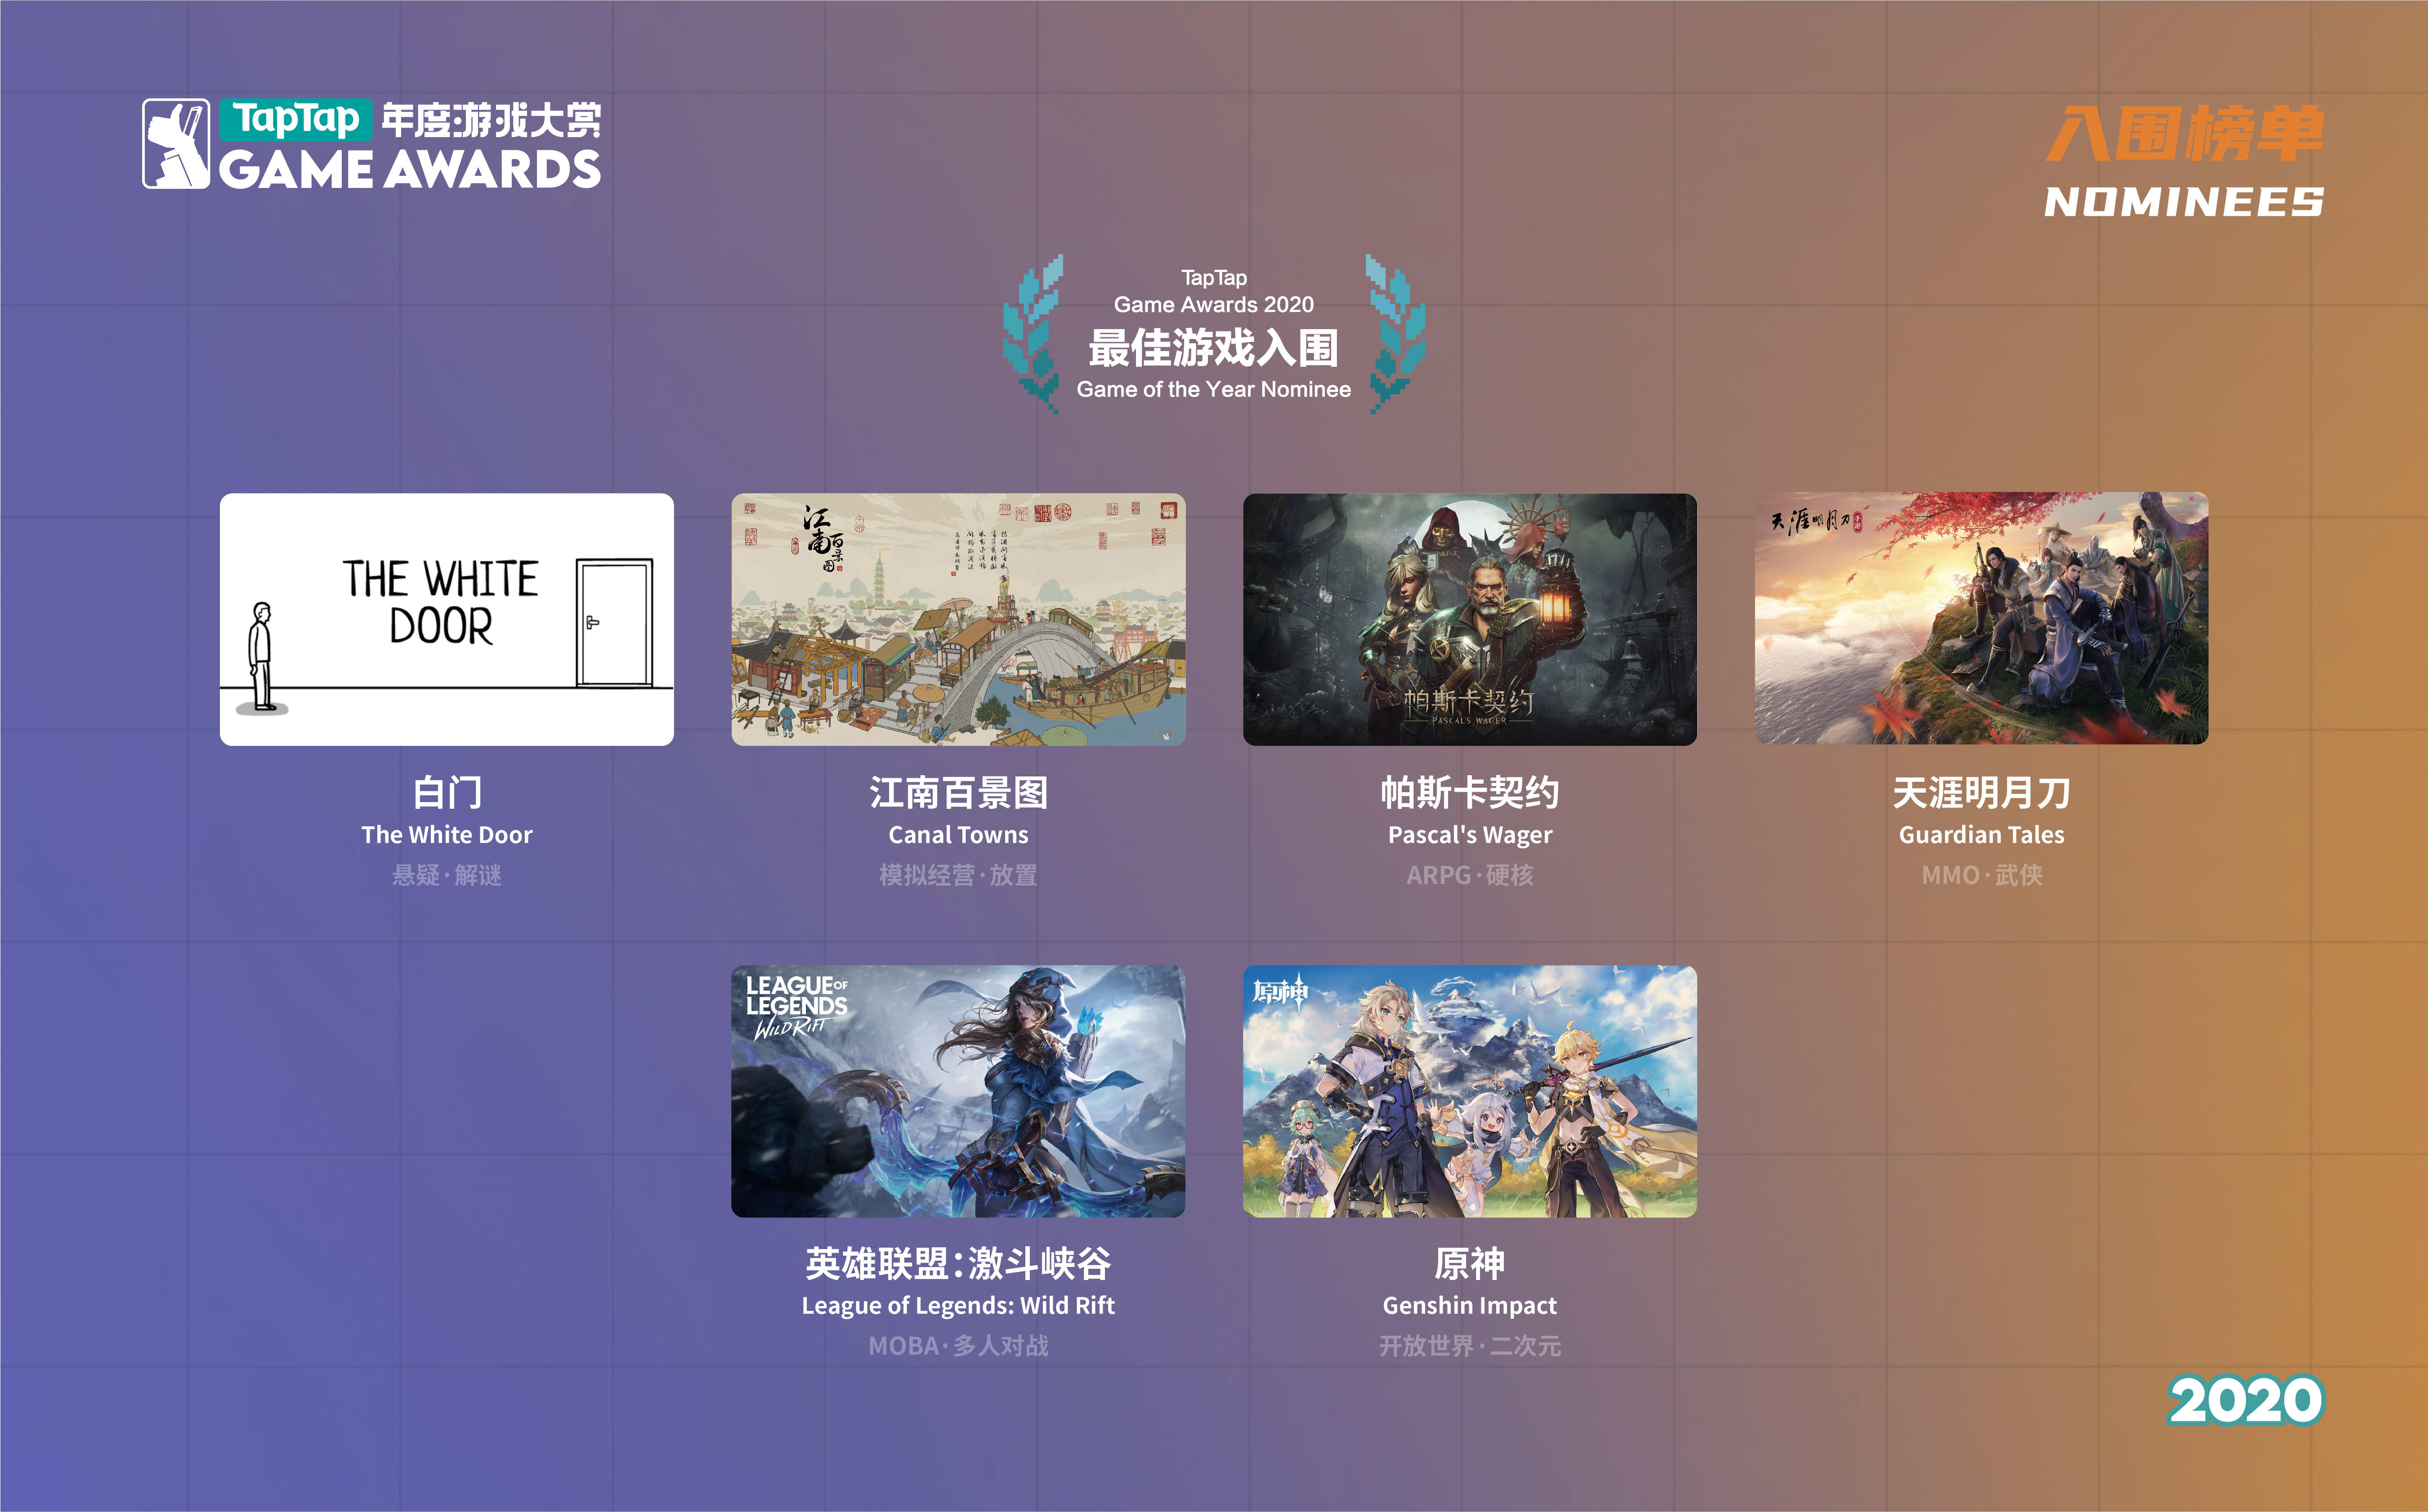 TapTap 年度游戏大赏
GAME AWARDS
入围榜单
NOMINEES
TapTap
Game Awards 2020
最佳游戏入围
Game of the Year Nominee
THE WHITE
DOOR
江南百景图
帕斯卡契约
PASCAL'S WAGER
天涯明月刀
手游
白门
The White Door
悬疑·解谜
江南百景图
Canal Towns
模拟经营·放置
帕斯卡契约
Pascal's Wager
ARPG·硬核
天涯明月刀
Guardian Tales
MMO·武侠
LEAGUE OF
LEGENDS
WILD RIFT
原神
英雄联盟:激斗峡谷
League of Legends: Wild Rift
MOBA·多人对战
原神
Genshin Impact
开放世界·二次元
2020